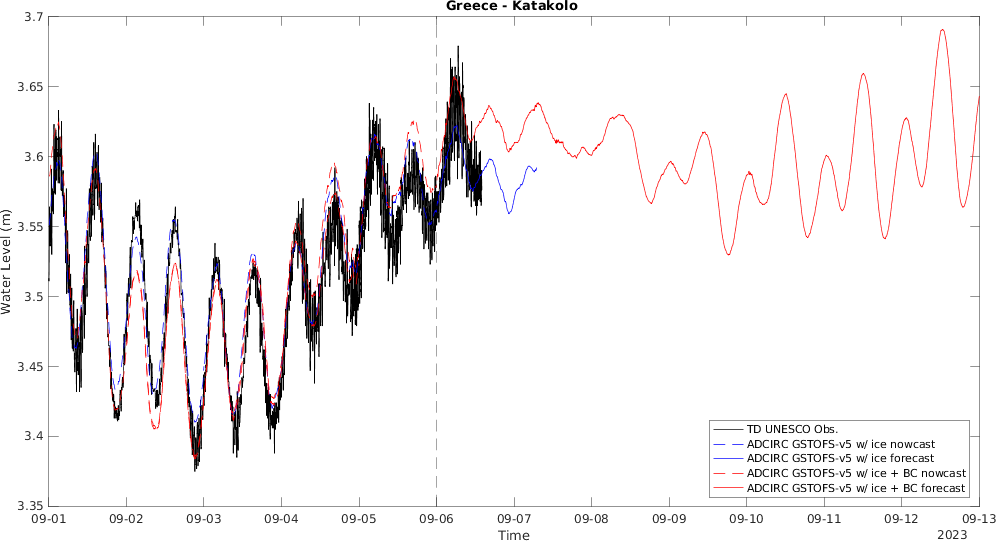 Greece - Katakolo
3.7
3.65
3.6
3.55
3.5
3.45
3.4
3.35
Water Level (m)
TD UNESCO Obs.
ADCIRC GSTOFS-v5 w/ ice nowcast
ADCIRC GSTOFS-v5 w/ ice forecast
ADCIRC GSTOFS-v5 w/ ice + BC nowcast
ADCIRC GSTOFS-v5 w/ ice + BC forecast
09-01 09-02 09-03 09-04 09-05 09-06 09-07 09-08 09-09 09-10 09-11 09-12 09-13
Time
2023